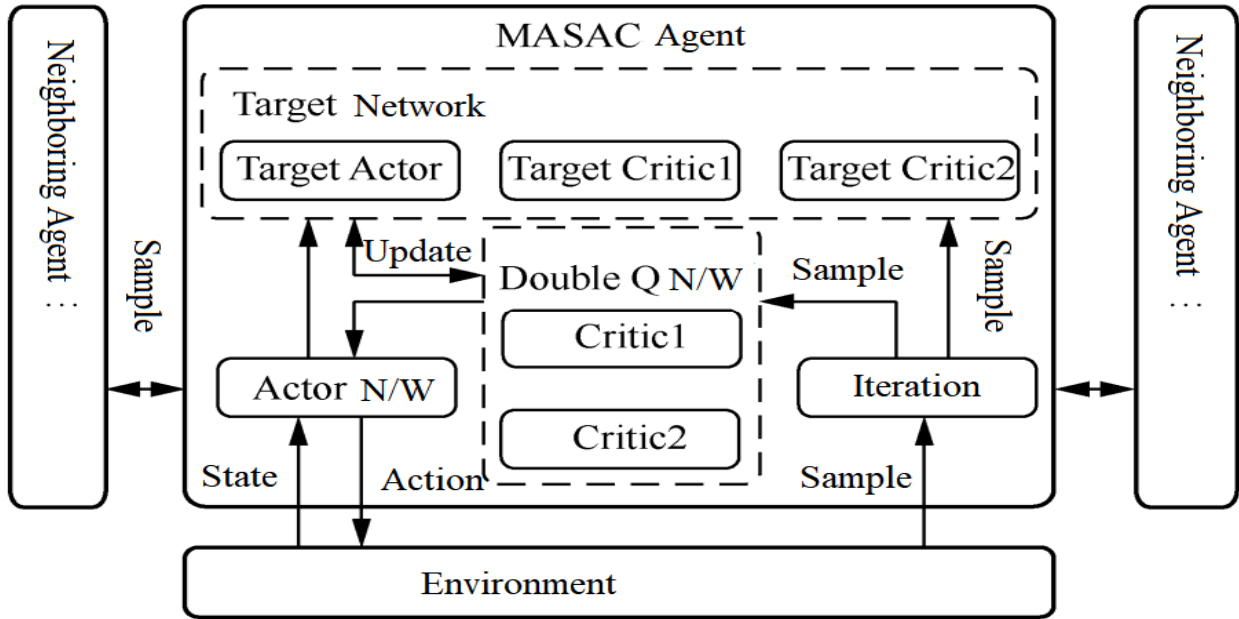 MASAC Agent
Neighboring Agent ...
Sample
Target Network
Target Actor
Target Critic1
Target Critic2
Update
Double Q N/W
Sample
Sample
Critic1
Actor N/W
Iteration
Critic2
State
Action
Sample
Environment
Neighboring Agent ...